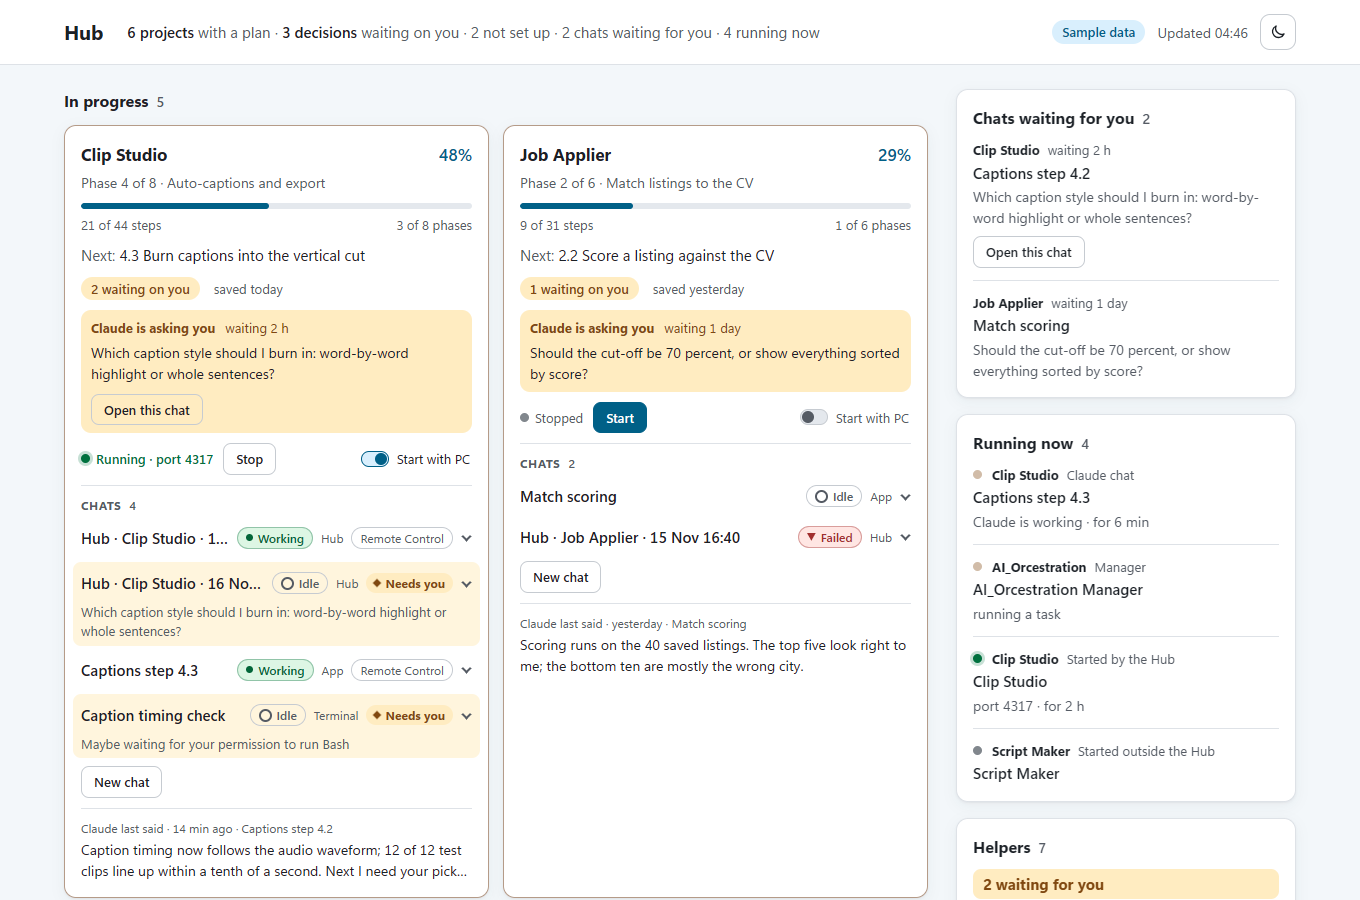 Hub
6 projects with a plan · 3 decisions waiting on you · 2 not set up · 2 chats waiting for you · 4 running now
Sample data
Updated 04:46
In progress 5
Clip Studio 48%
Phase 4 of 8 · Auto-captions and export
21 of 44 steps 3 of 8 phases
Next: 4.3 Burn captions into the vertical cut
2 waiting on you saved today
Claude is asking you waiting 2 h
Which caption style should I burn in: word-by-word
highlight or whole sentences?
Open this chat
Running · port 4317 Stop Start with PC
CHATS 4
Hub · Clip Studio · 1... Working Hub Remote Control
Hub · Clip Studio · 16 No... Idle Hub Needs you
Which caption style should I burn in: word-by-word highlight or
whole sentences?
Captions step 4.3 Working App Remote Control
Caption timing check Idle Terminal Needs you
Maybe waiting for your permission to run Bash
New chat
Claude last said · 14 min ago · Captions step 4.2
Caption timing now follows the audio waveform; 12 of 12 test
clips line up within a tenth of a second. Next I need your pick...
Job Applier 29%
Phase 2 of 6 · Match listings to the CV
9 of 31 steps 1 of 6 phases
Next: 2.2 Score a listing against the CV
1 waiting on you saved yesterday
Claude is asking you waiting 1 day
Should the cut-off be 70 percent, or show everything sorted
by score?
Stopped Start Start with PC
CHATS 2
Match scoring Idle App
Hub · Job Applier · 15 Nov 16:40 Failed Hub
New chat
Claude last said · yesterday · Match scoring
Scoring runs on the 40 saved listings. The top five look right to
me; the bottom ten are mostly the wrong city.
Chats waiting for you 2
Clip Studio waiting 2 h
Captions step 4.2
Which caption style should I burn in: word-by-
word highlight or whole sentences?
Open this chat
Job Applier waiting 1 day
Match scoring
Should the cut-off be 70 percent, or show
everything sorted by score?
Running now 4
Clip Studio Claude chat
Captions step 4.3
Claude is working · for 6 min
AI_Orcestration Manager
AI_Orcestration Manager
running a task
Clip Studio Started by the Hub
Clip Studio
port 4317 · for 2 h
Script Maker Started outside the Hub
Script Maker
Helpers 7
2 waiting for you